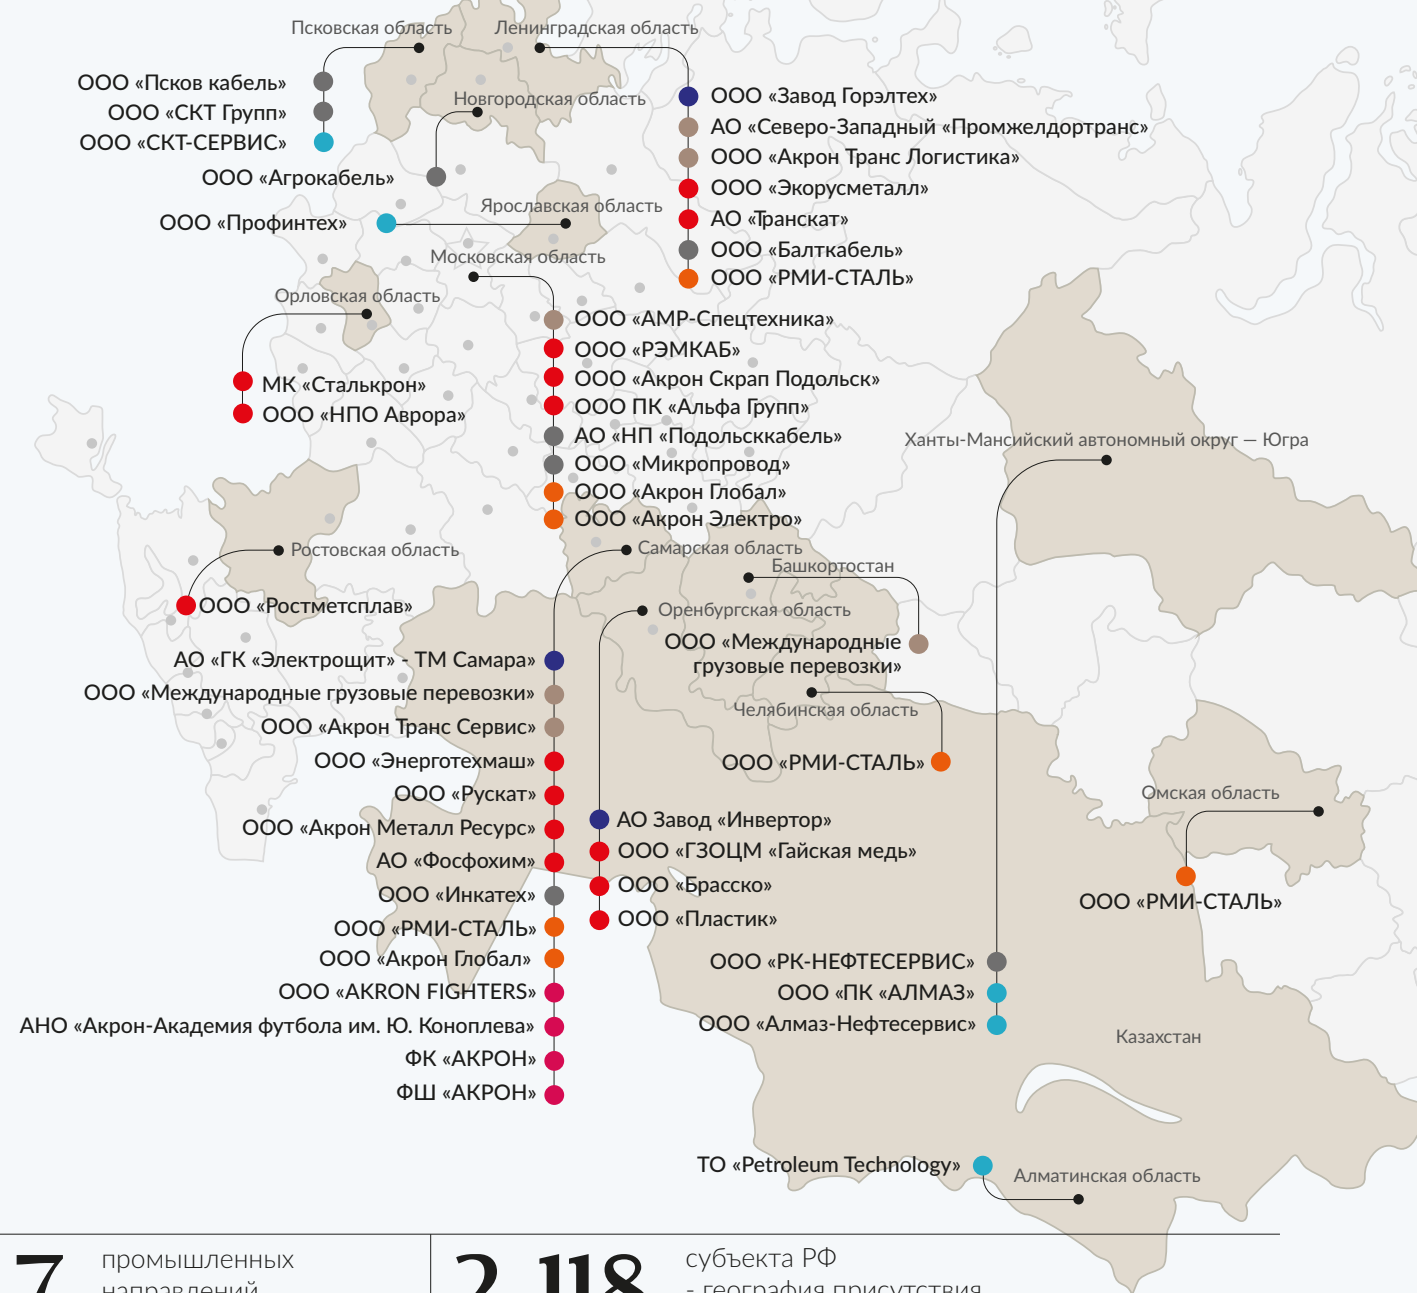 Псковская область
Ленинградская область
ООО «Псков кабель»
ООО «СКТ Групп»
ООО «СКТ-СЕРВИС»
Новгородская область
ООО «Агрокабель»
ООО «Завод Горэлтех»
АО «Северо-Западный «Промжелдортранс»
ООО «Акрон Транс Логистика»
ООО «Экорусметалл»
АО «Транскат»
ООО «Балткабель»
ООО «РМИ-СТАЛЬ»
Ярославская область
ООО «Профинтех»
Московская область
Орловская область
МК «Сталькрон»
ООО «НПО Аврора»
ООО «АМР-Спецтехника»
ООО «РЭМКАБ»
ООО «Акрон Скрап Подольск»
ООО ПК «Альфа Групп»
АО «НП «Подольсккабель»
ООО «Микропровод»
ООО «Акрон Глобал»
ООО «Акрон Электро»
Ханты-Мансийский автономный округ — Югра
Ростовская область
ООО «Ростметсплав»
Самарская область
Башкортостан
Оренбургская область
ООО «Международные
грузовые перевозки»
Челябинская область
ООО «РМИ-СТАЛЬ»
АО «ГК «Электрощит» - ТМ Самара»
ООО «Международные грузовые перевозки»
ООО «Акрон Транс Сервис»
ООО «Энерготехмаш»
ООО «Рускат»
ООО «Акрон Металл Ресурс»
АО «Фосфохим»
ООО «Инкатех»
ООО «РМИ-СТАЛЬ»
ООО «Акрон Глобал»
ООО «AKRON FIGHTERS»
АНО «Акрон-Академия футбола им. Ю. Коноплева»
ФК «АКРОН»
ФШ «АКРОН»
АО Завод «Инвертор»
ООО «ГЗОЦМ «Гайская медь»
ООО «Брасско»
ООО «Пластик»
Омская область
ООО «РМИ-СТАЛЬ»
ООО «РК-НЕФТЕСЕРВИС»
ООО «ПК «АЛМАЗ»
ООО «Алмаз-Нефтесервис»
Казахстан
ТО «Petroleum Technology»
Алматинская область
7 промышленных
направлений
2 118 субъекта РФ
- география присутствия